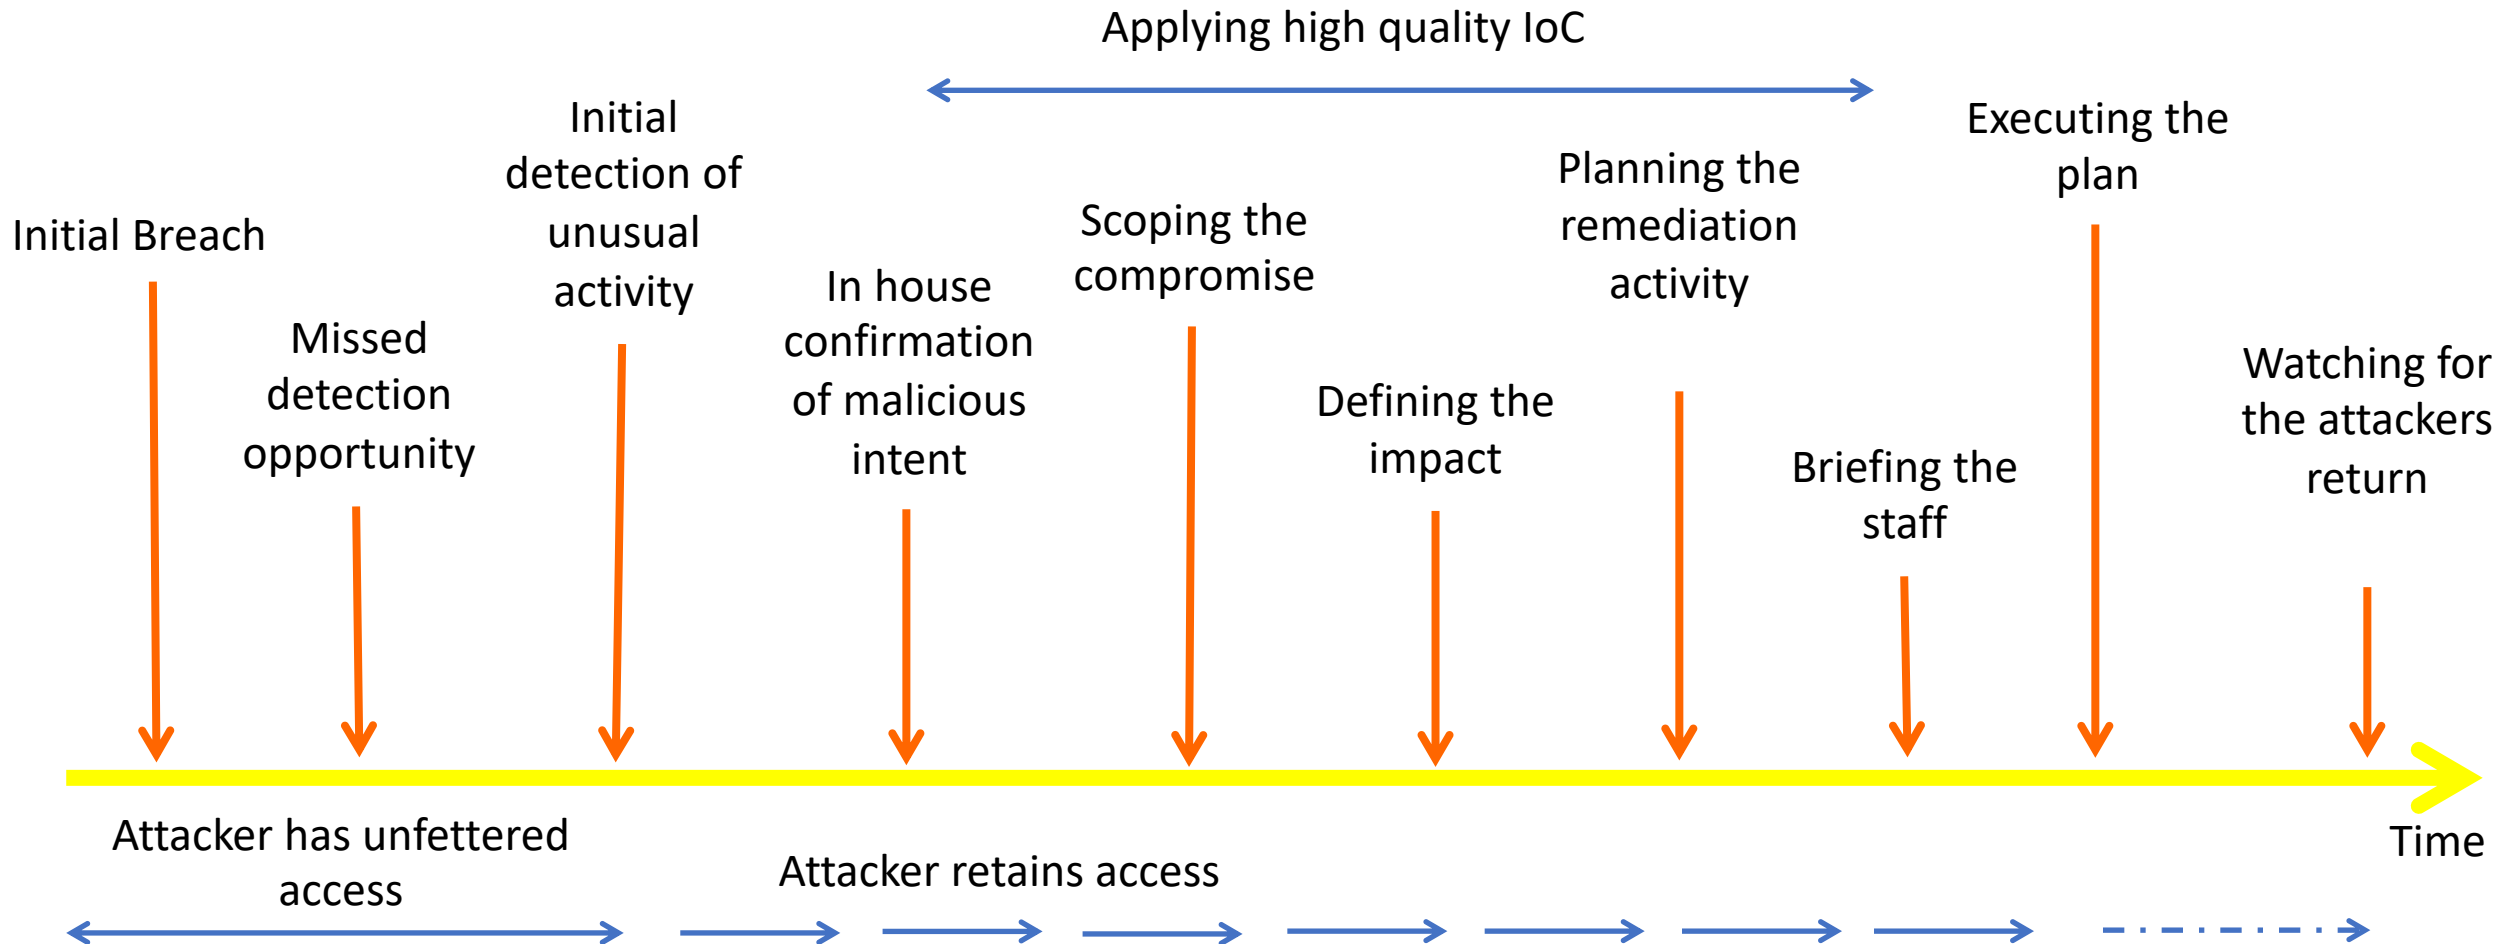 Applying high quality IoC
Initial Breach
Missed
detection
opportunity
Initial
detection of
unusual
activity
In house
confirmation
of malicious
intent
Scoping the
compromise
Defining the
impact
Planning the
remediation
activity
Briefing the
staff
Executing the
plan
Watching for
the attackers
return
Time
Attacker has unfettered
access
Attacker retains access